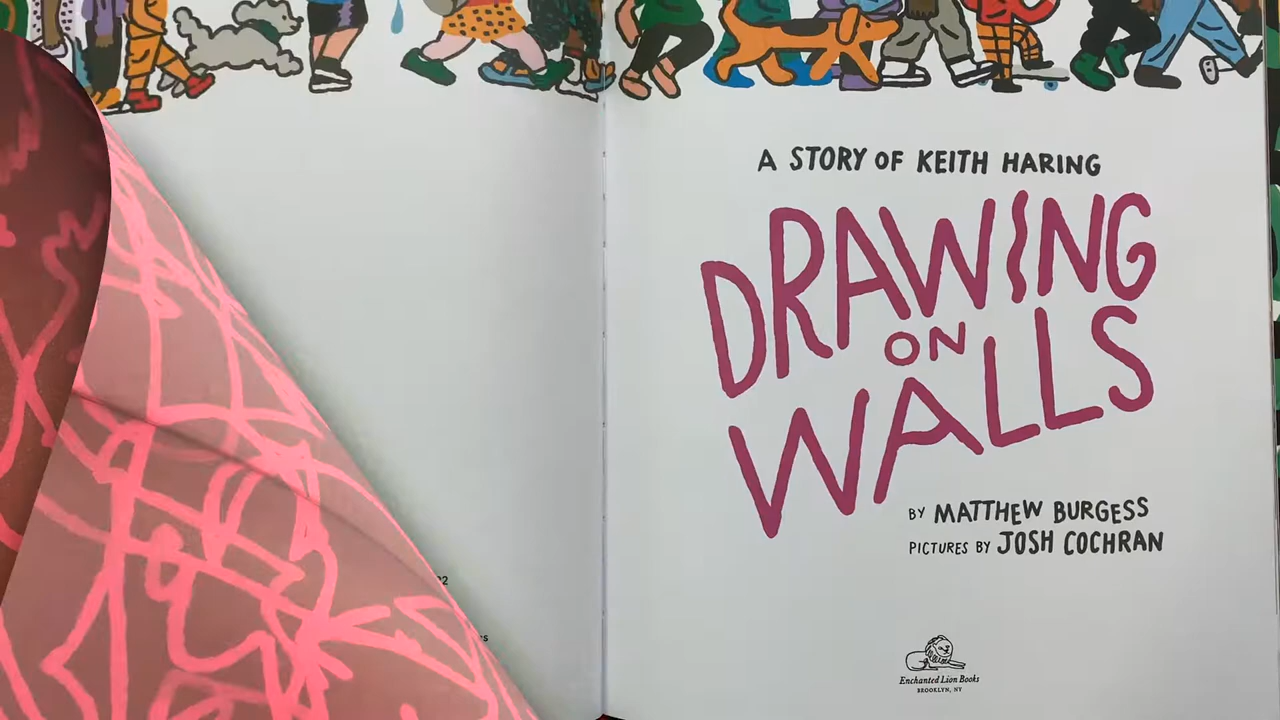 A STORY OF KEITH HARING
DRAWING
ON
WALLS
BY MATTHEW BURGESS
PICTURES BY JOSH COCHRAN
Enchanted Lion Books
BROOKLYN, NY